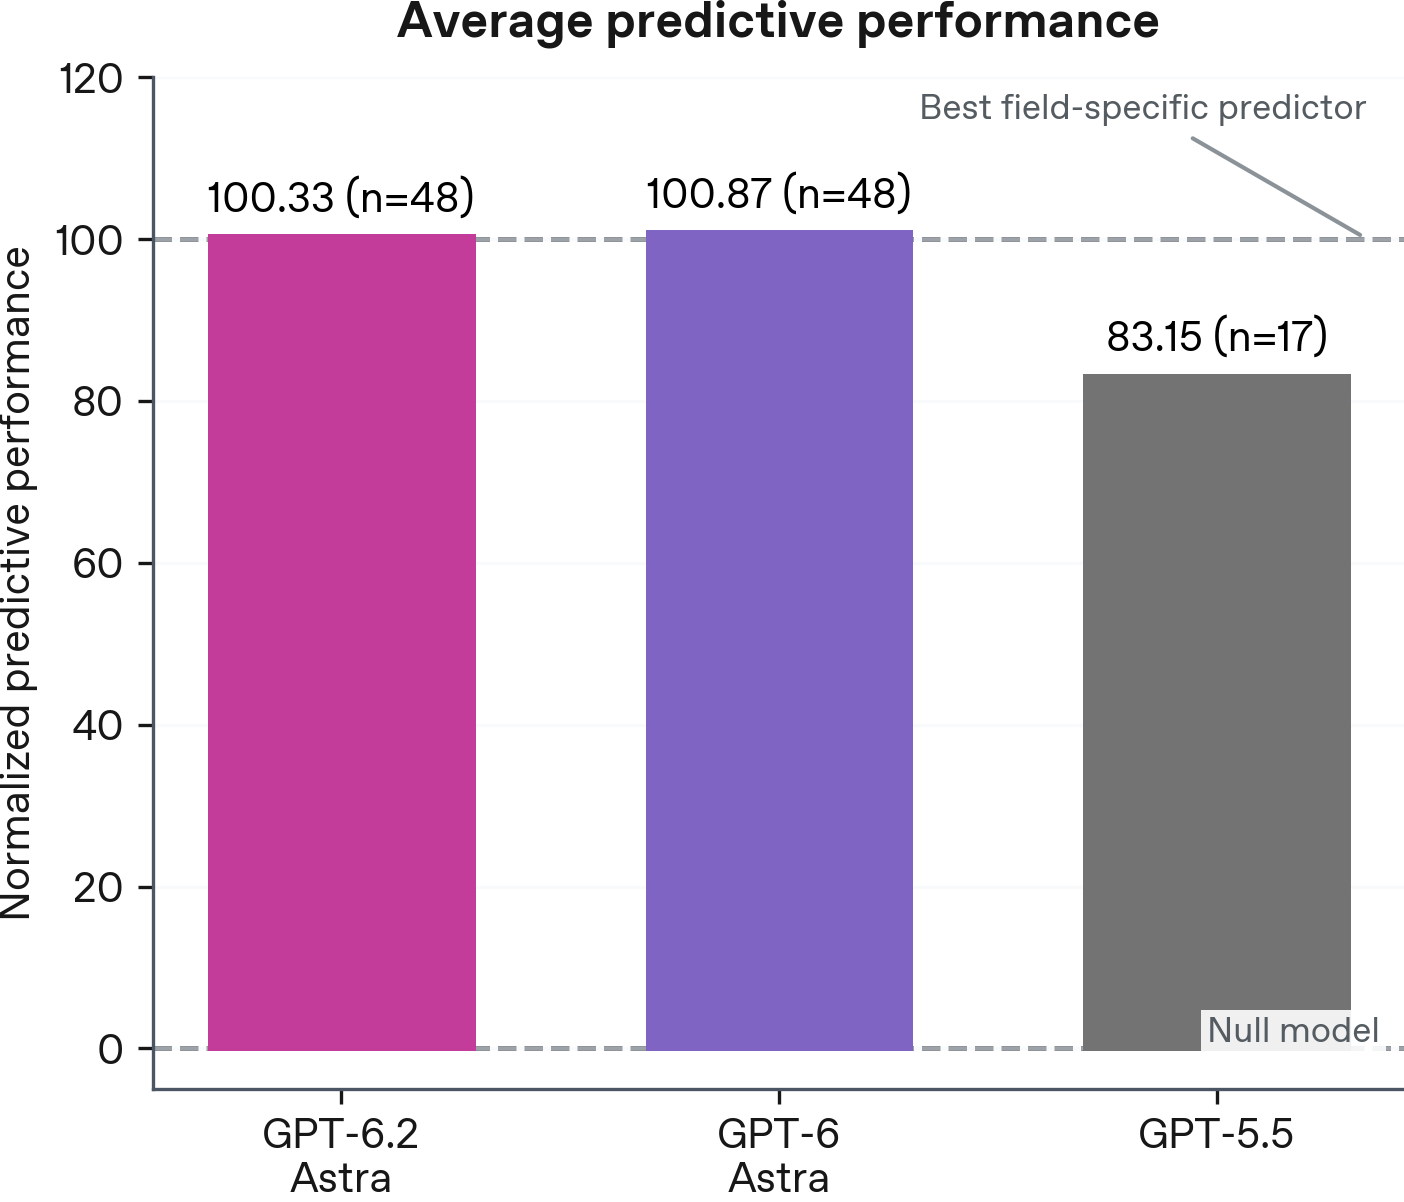 Average predictive performance
Normalized predictive performance
120
100
80
60
40
20
0
Best field-specific predictor
100.33 (n=48)
100.87 (n=48)
83.15 (n=17)
Null model
GPT-6.2
Astra
GPT-6
Astra
GPT-5.5